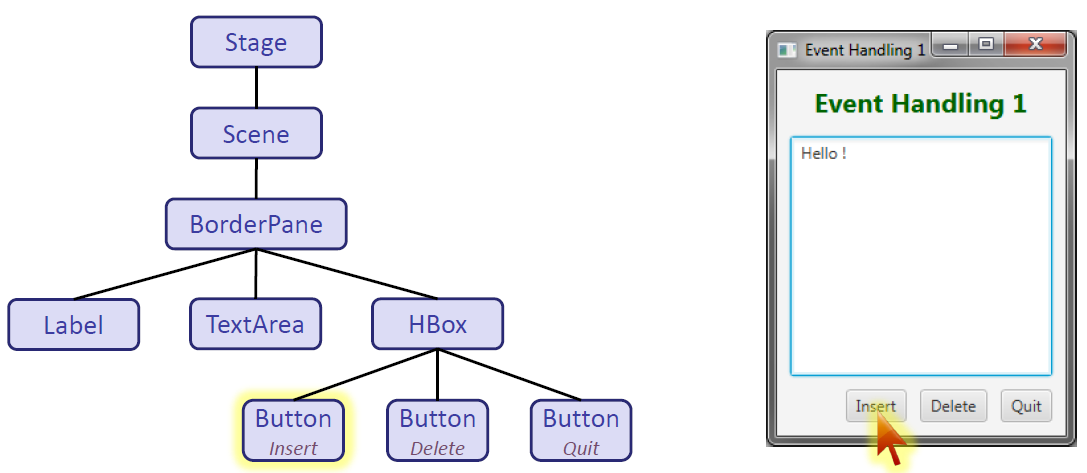 Stage
Scene
BorderPane
Label
TextArea
HBox
Button
Insert
Button
Delete
Button
Quit
Event Handling 1
Event Handling 1
Hello !
Insert
Delete
Quit